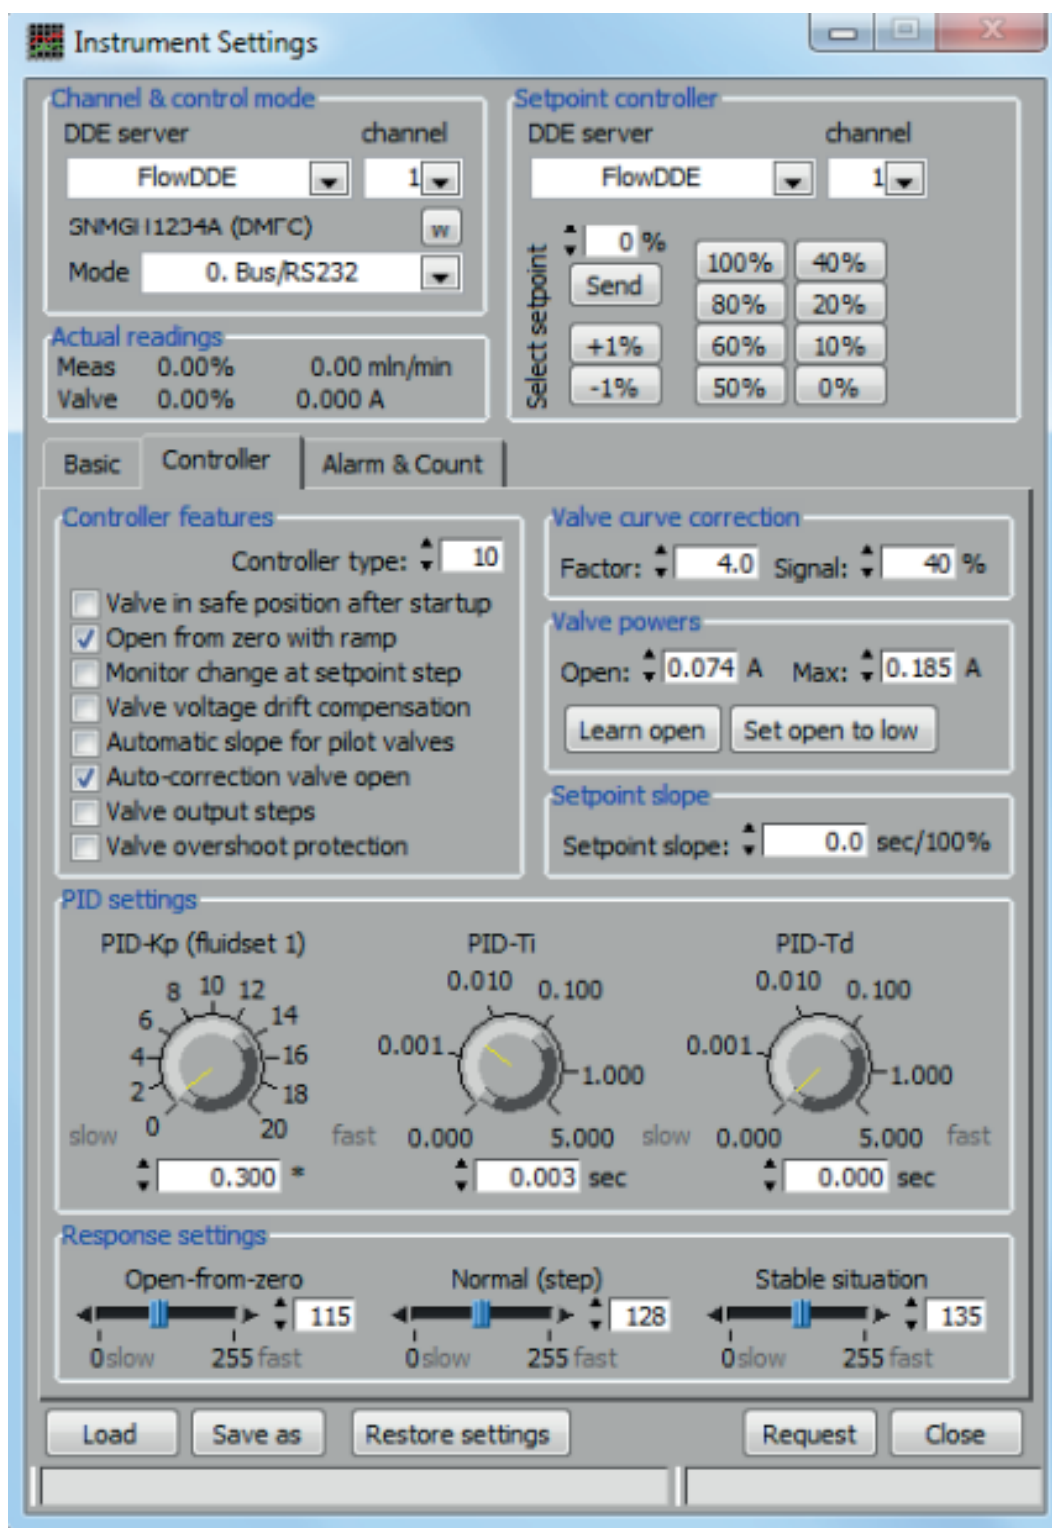 Instrument Settings
Channel & control mode
DDE server channel
FlowDDE 1
SNMGH1234A (DMFC) w
Mode 0. Bus/RS232
Actual readings
Meas 0.00% 0.00 mln/min
Valve 0.00% 0.000 A
Setpoint controller
DDE server channel
FlowDDE 1
Select setpoint
0 %
Send
+1%
-1%
100% 40%
80% 20%
60% 10%
50% 0%
Basic Controller Alarm & Count
Controller features
Controller type: 10
Valve in safe position after startup
Open from zero with ramp
Monitor change at setpoint step
Valve voltage drift compensation
Automatic slope for pilot valves
Auto-correction valve open
Valve output steps
Valve overshoot protection
Valve curve correction
Factor: 4.0 Signal: 40 %
Valve powers
Open: 0.074 A Max: 0.185 A
Learn open Set open to low
Setpoint slope
Setpoint slope: 0.0 sec/100%
PID settings
PID-Kp (fluidset 1)
0 2 4 6 8 10 12 14 16 18 20
slow fast
0.300 *
PID-Ti
0.000 0.001 0.010 0.100 1.000 5.000
slow
0.003 sec
PID-Td
0.000 0.001 0.010 0.100 1.000 5.000
fast
0.000 sec
Response settings
Open-from-zero
115
0 slow 255 fast
Normal (step)
128
0 slow 255 fast
Stable situation
135
0 slow 255 fast
Load Save as Restore settings Request Close